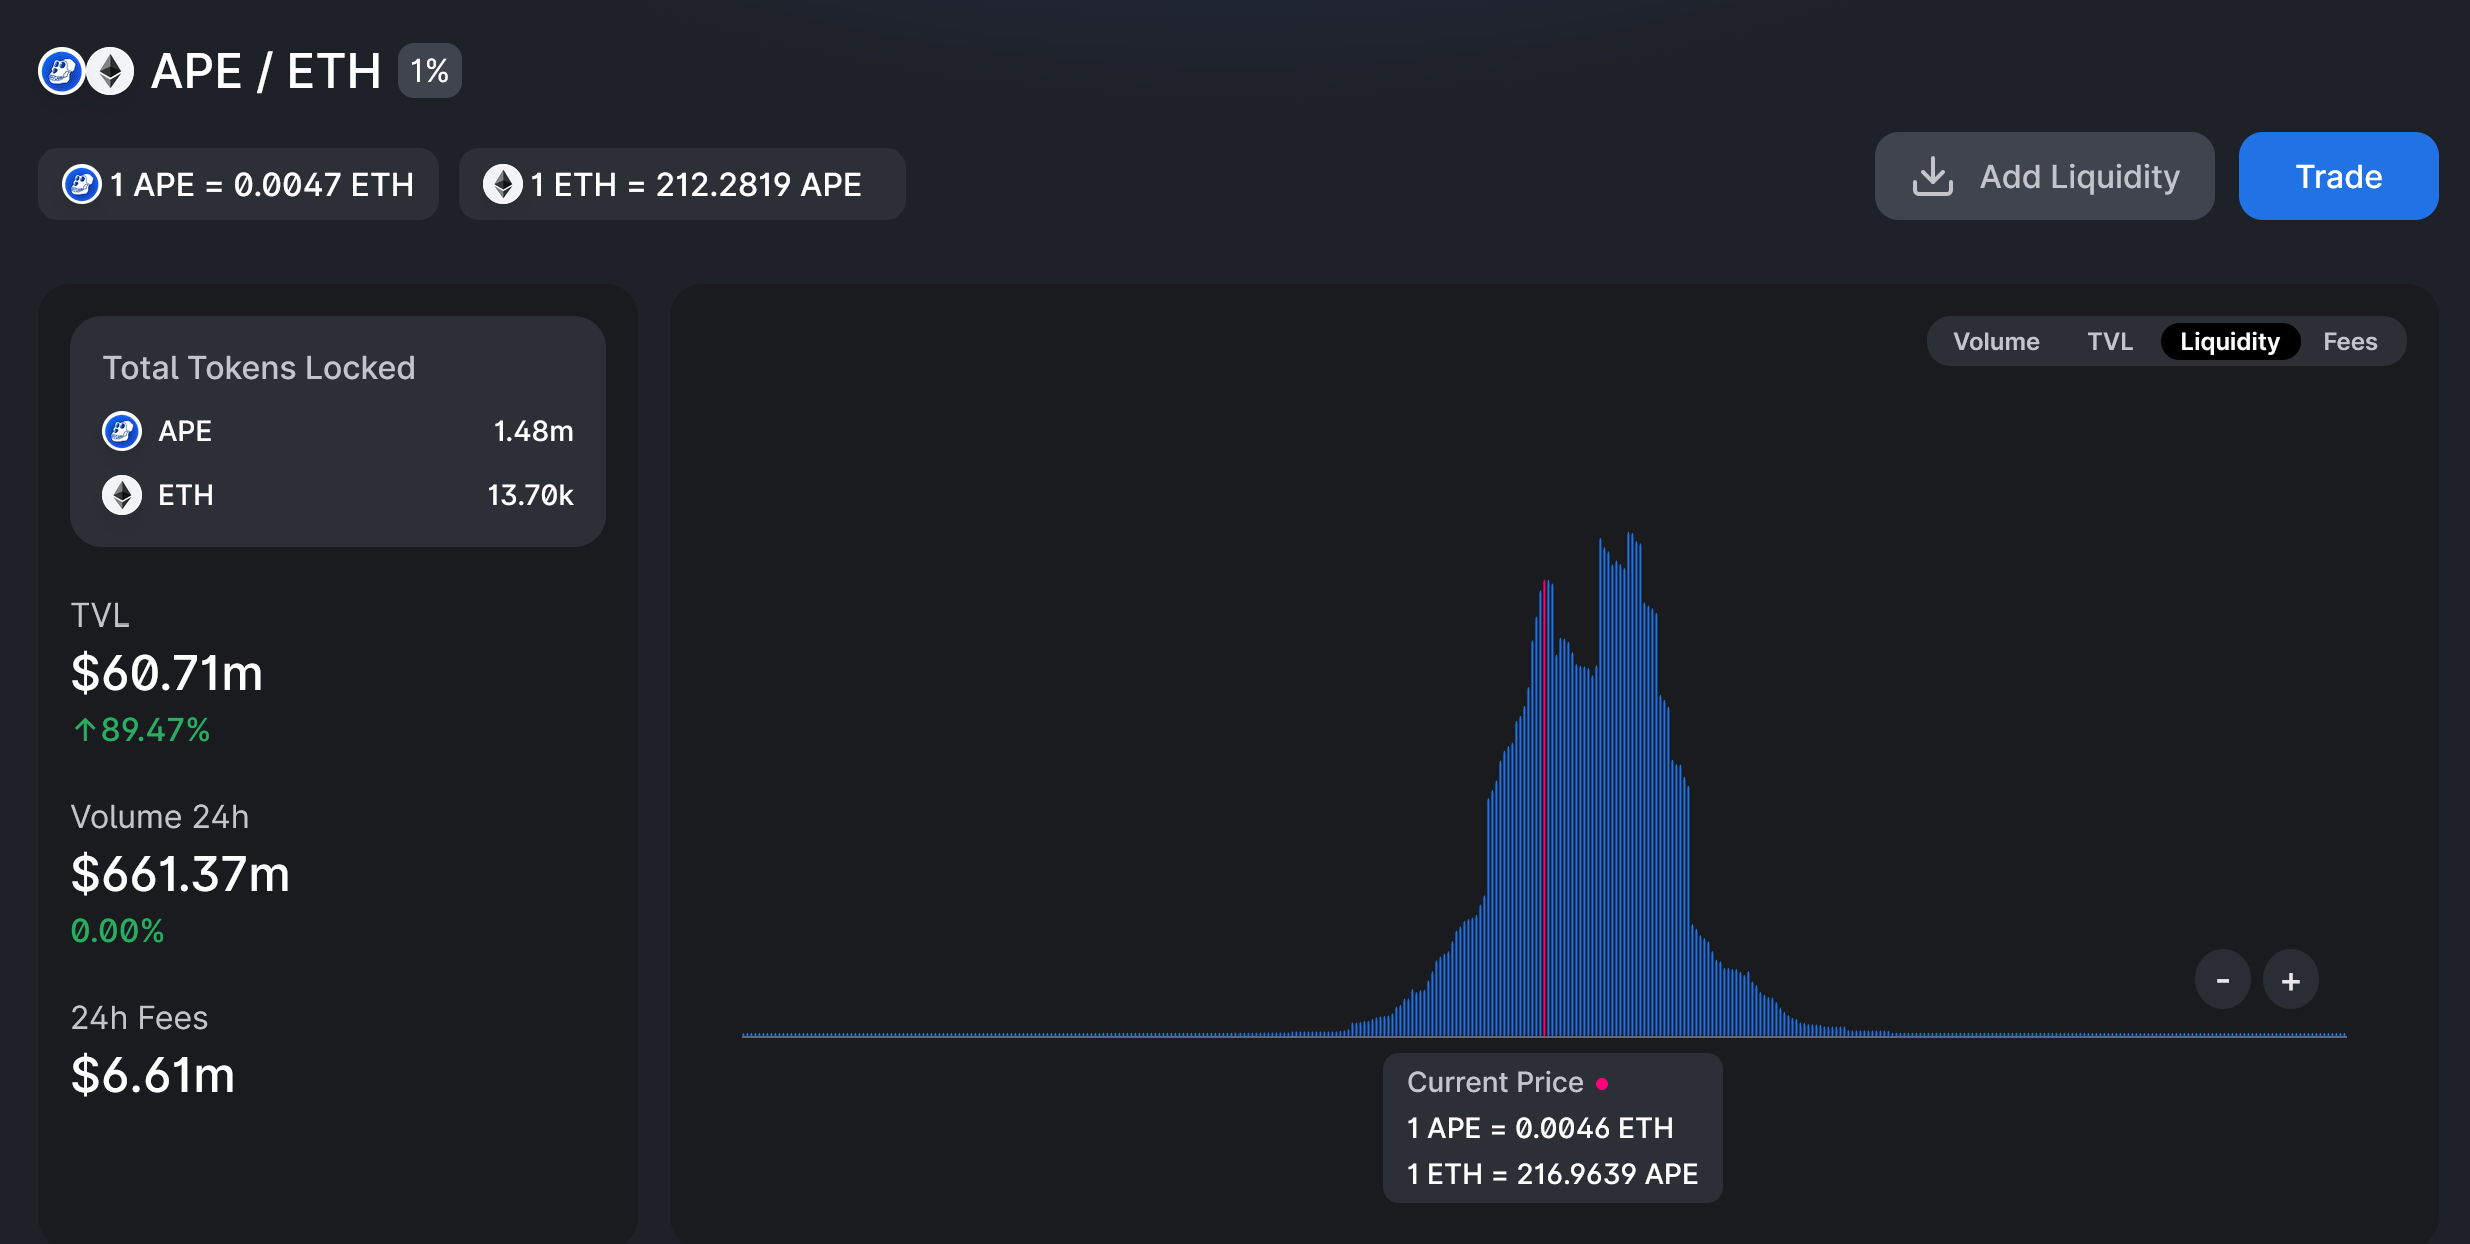 APE / ETH 1%
1 APE = 0.0047 ETH
1 ETH = 212.2819 APE
Add Liquidity
Trade
Total Tokens Locked
APE 1.48m
ETH 13.70k
TVL
$60.71m
↑89.47%
Volume 24h
$661.37m
0.00%
24h Fees
$6.61m
Volume TVL Liquidity Fees
- +
Current Price
1 APE = 0.0046 ETH
1 ETH = 216.9639 APE